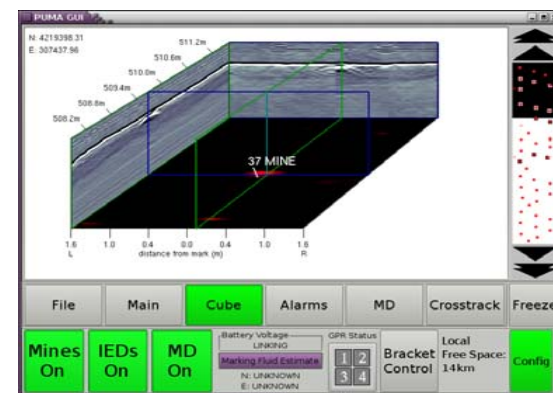 PUMA GUI
N: 4219398.31
E: 307437.96
511.2m
510.6m
510.0m
509.4m
508.8m
508.2m
37 MINE
1.6 1.0 0.4 0.0 0.4 1.0 1.6
L distance from mark (m) R
File Main Cube Alarms MD Crosstrack Freeze
Mines On
IEDs On
MD On
Battery Voltage
LINKING
Marking Fluid Estimate
N: UNKNOWN
E: UNKNOWN
GPR Status
1 2
3 4
Bracket Control
Local
Free Space:
14km
Config